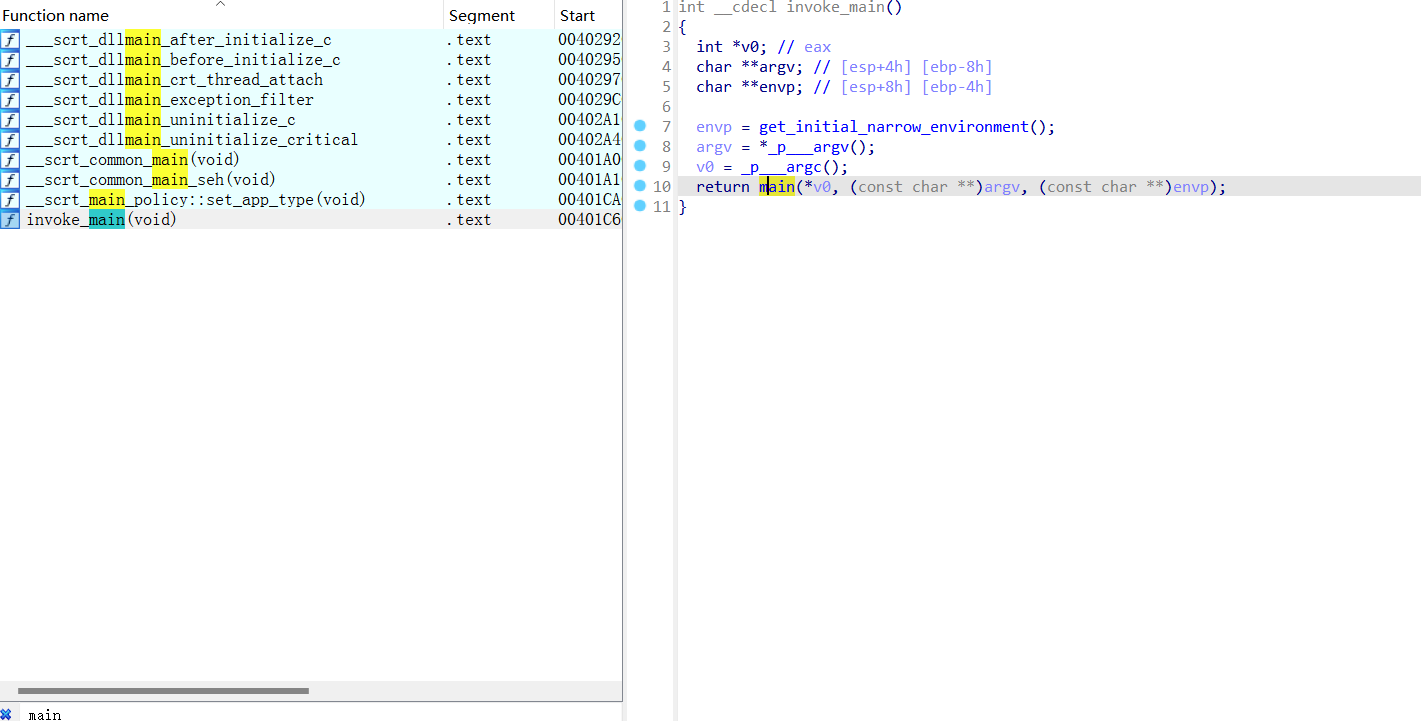 Function name Segment Start
f ___scrt_dllmain_after_initialize_c .text 0040292
f ___scrt_dllmain_before_initialize_c .text 0040295
f ___scrt_dllmain_crt_thread_attach .text 0040297
f ___scrt_dllmain_exception_filter .text 004029C
f ___scrt_dllmain_uninitialize_c .text 00402A1
f ___scrt_dllmain_uninitialize_critical .text 00402A4
f __scrt_common_main(void) .text 00401A0
f __scrt_common_main_seh(void) .text 00401A1
f __scrt_main_policy::set_app_type(void) .text 00401CA
f invoke_main(void) .text 00401C6
main
1 int __cdecl invoke_main()
2 {
3 int *v0; // eax
4 char **argv; // [esp+4h] [ebp-8h]
5 char **envp; // [esp+8h] [ebp-4h]
6
7 envp = get_initial_narrow_environment();
8 argv = *_p___argv();
9 v0 = _p___argc();
10 return main(*v0, (const char **)argv, (const char **)envp);
11 }